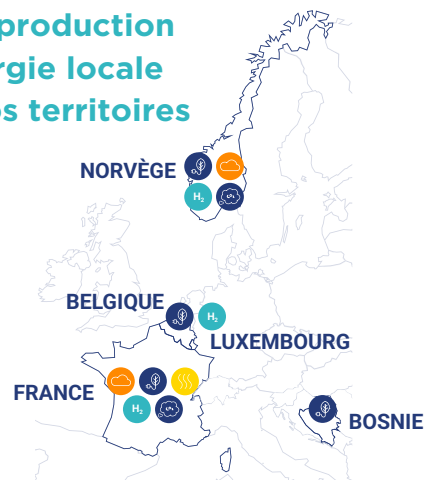 production
rgie locale
s territoires
NORVÈGE
H₂
BELGIQUE
H₂
LUXEMBOURG
FRANCE
H₂
BOSNIE